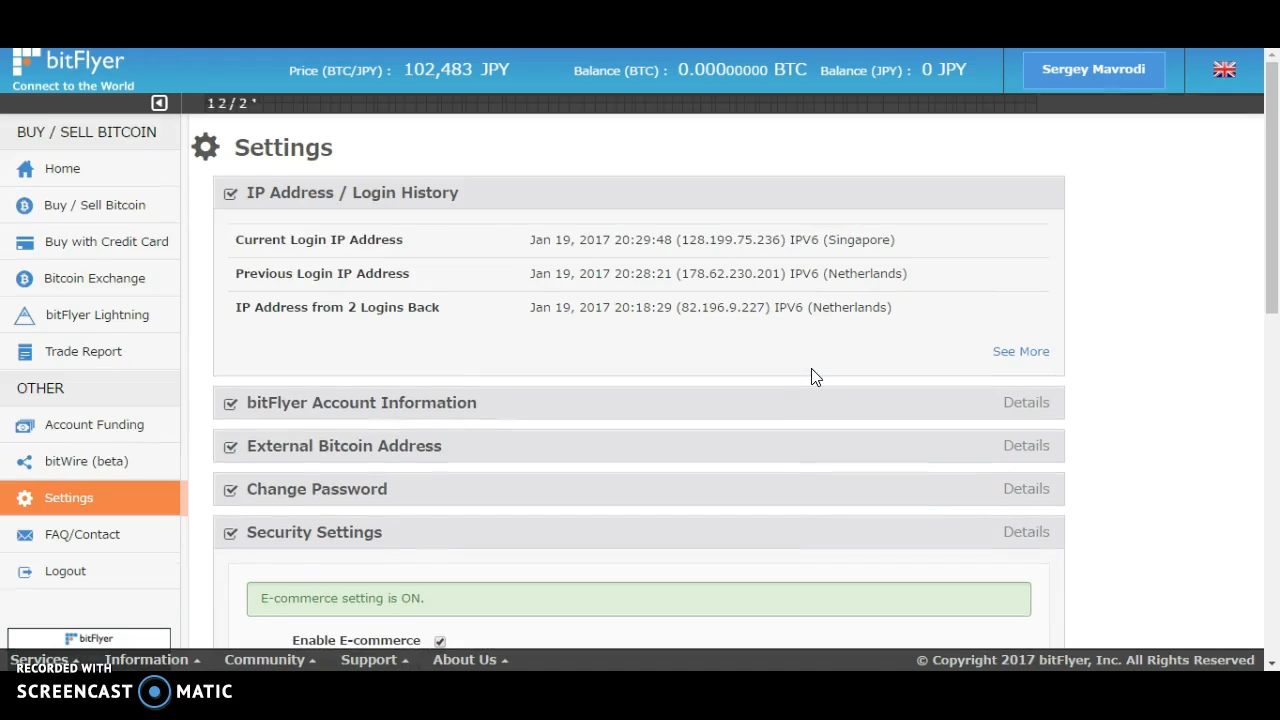 bitFlyer
Connect to the World
Price (BTC/JPY) : 102,483 JPY
Balance (BTC) : 0.00000000 BTC
Balance (JPY) : 0 JPY
Sergey Mavrodi
12/2
BUY / SELL BITCOIN
Home
Buy / Sell Bitcoin
Buy with Credit Card
Bitcoin Exchange
bitFlyer Lightning
Trade Report
OTHER
Account Funding
bitWire (beta)
Settings
FAQ/Contact
Logout
bitFlyer
Settings
IP Address / Login History
Current Login IP Address Jan 19, 2017 20:29:48 (128.199.75.236) IPV6 (Singapore)
Previous Login IP Address Jan 19, 2017 20:28:21 (178.62.230.201) IPV6 (Netherlands)
IP Address from 2 Logins Back Jan 19, 2017 20:18:29 (82.196.9.227) IPV6 (Netherlands)
See More
bitFlyer Account Information Details
External Bitcoin Address Details
Change Password Details
Security Settings Details
E-commerce setting is ON.
Enable E-commerce
Services Information Community Support About Us © Copyright 2017 bitFlyer, Inc. All Rights Reserved
RECORDED WITH
SCREENCAST MATIC